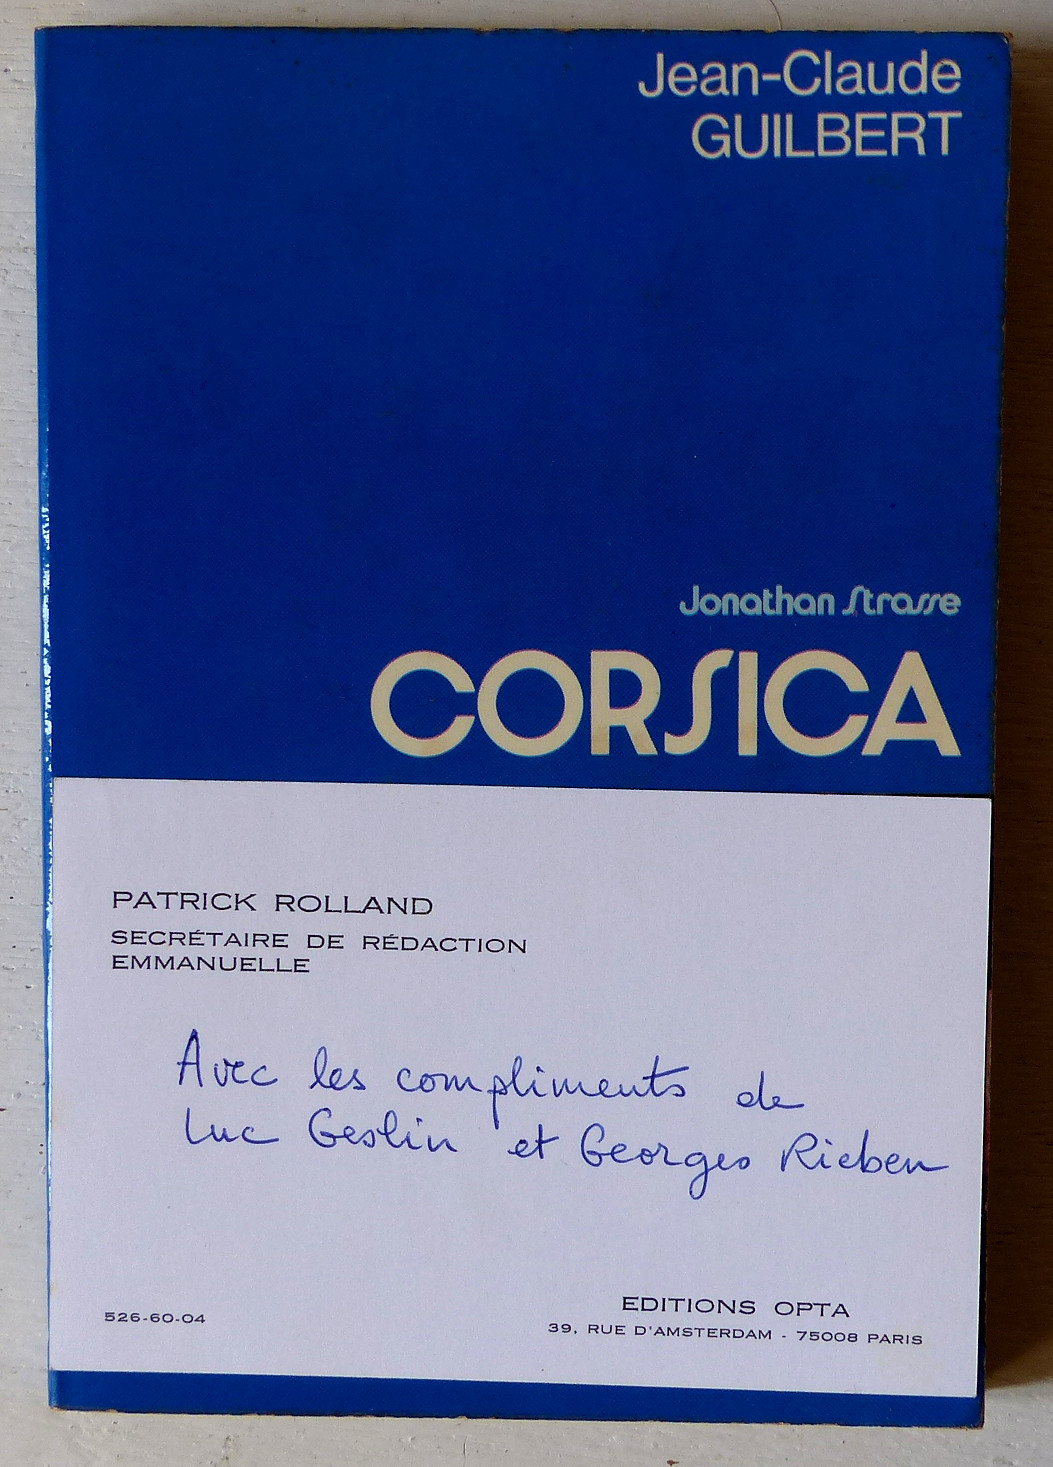 Jean-Claude
GUILBERT
Jonathan Strasse
CORSICA
PATRICK ROLLAND
SECRÉTAIRE DE RÉDACTION
EMMANUELLE
Avec les compliments de
Luc Geslin et Georges Rieben
526-60-04
EDITIONS OPTA
39, RUE D'AMSTERDAM - 75008 PARIS